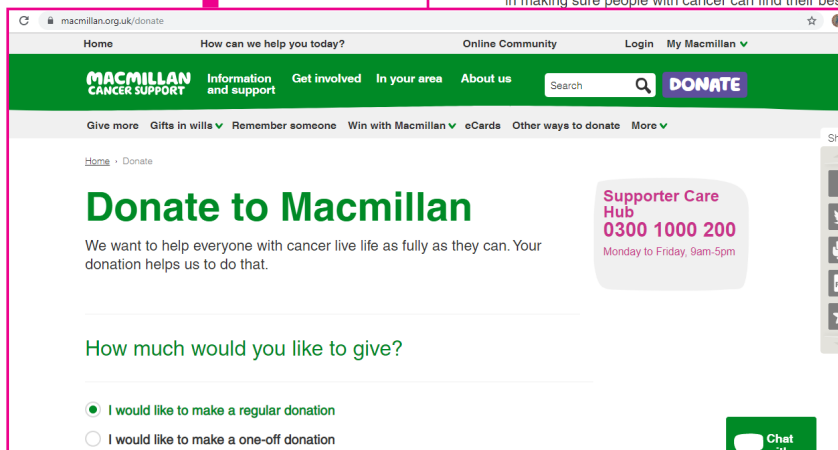 in making sure people with cancer can find their bes
macmillan.org.uk/donate
Home How can we help you today? Online Community Login My Macmillan
MACMILLAN
CANCER SUPPORT
Information
and support
Get involved In your area About us
Search
DONATE
Give more Gifts in wills Remember someone Win with Macmillan eCards Other ways to donate More
Sh
Home › Donate
Donate to Macmillan
We want to help everyone with cancer live life as fully as they can. Your
donation helps us to do that.
Supporter Care
Hub
0300 1000 200
Monday to Friday, 9am-5pm
How much would you like to give?
I would like to make a regular donation
I would like to make a one-off donation
Chat